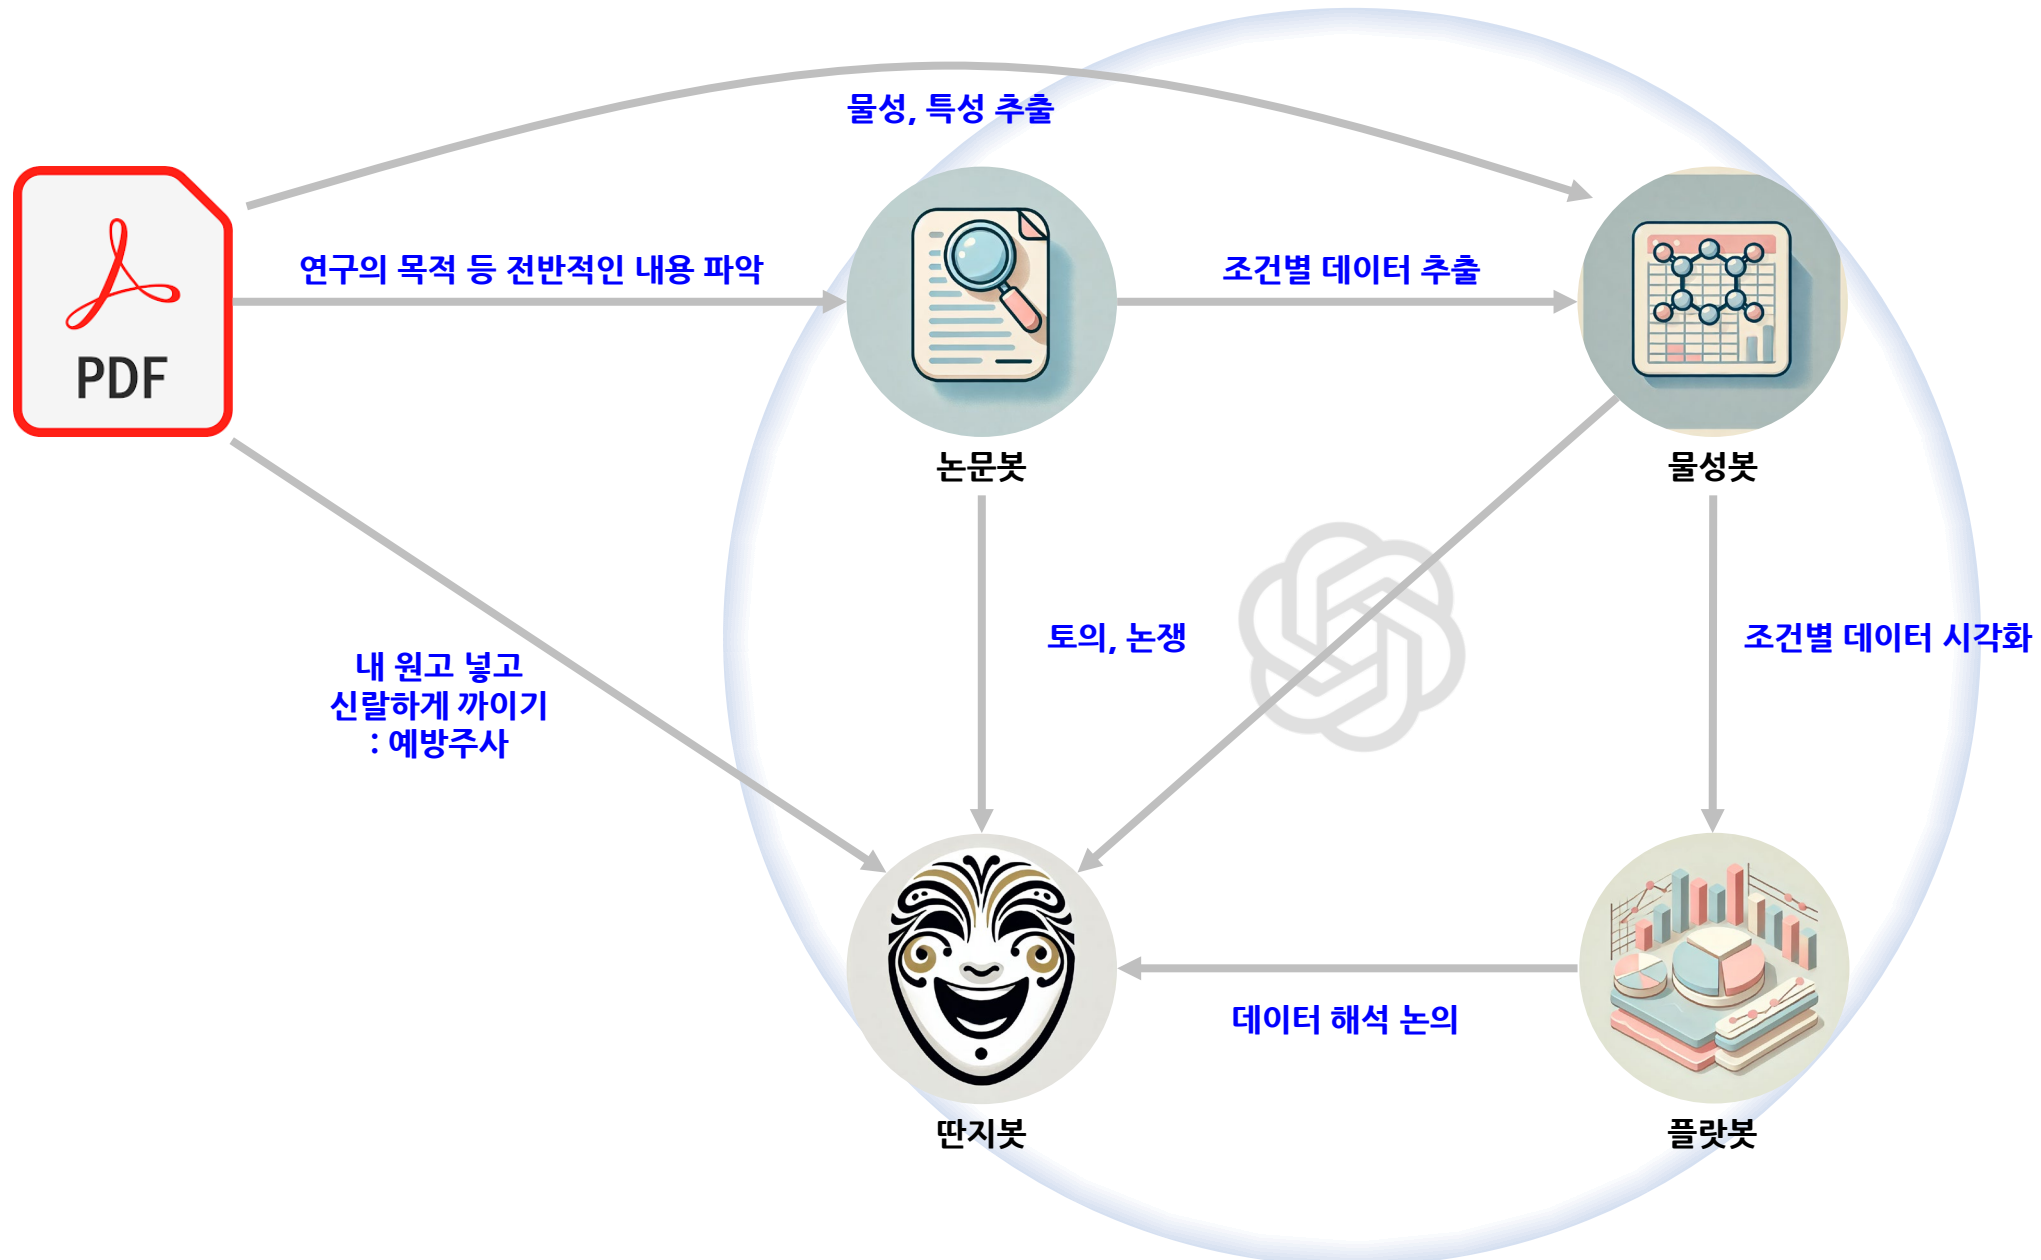 물성, 특성 추출
PDF
연구의 목적 등 전반적인 내용 파악
조건별 데이터 추출
논문봇
물성봇
토의, 논쟁
조건별 데이터 시각화
내 원고 넣고
신랄하게 까이기
: 예방주사
데이터 해석 논의
딴지봇
플랏봇